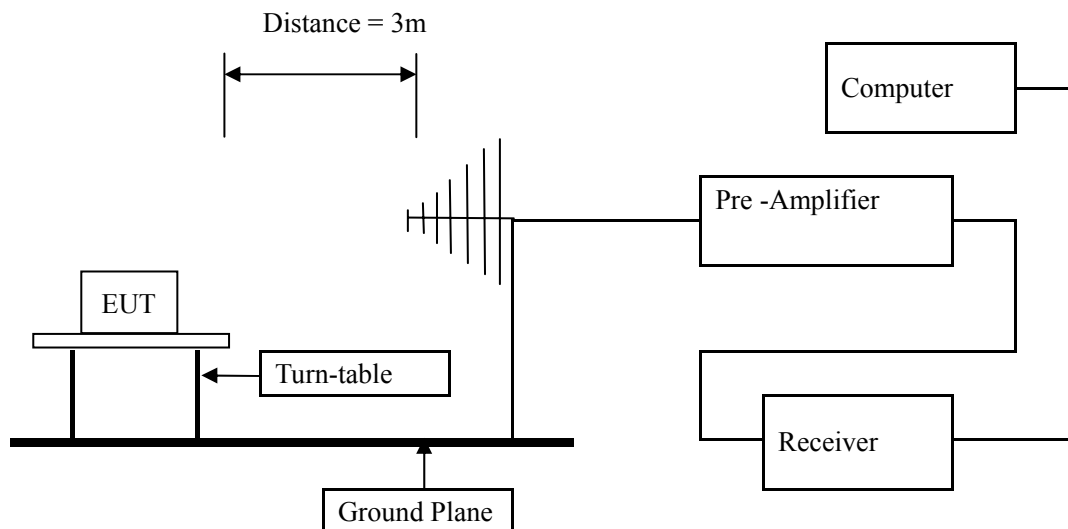 Distance = 3m
Computer
Pre -Amplifier
EUT
Turn-table
Receiver
Ground Plane